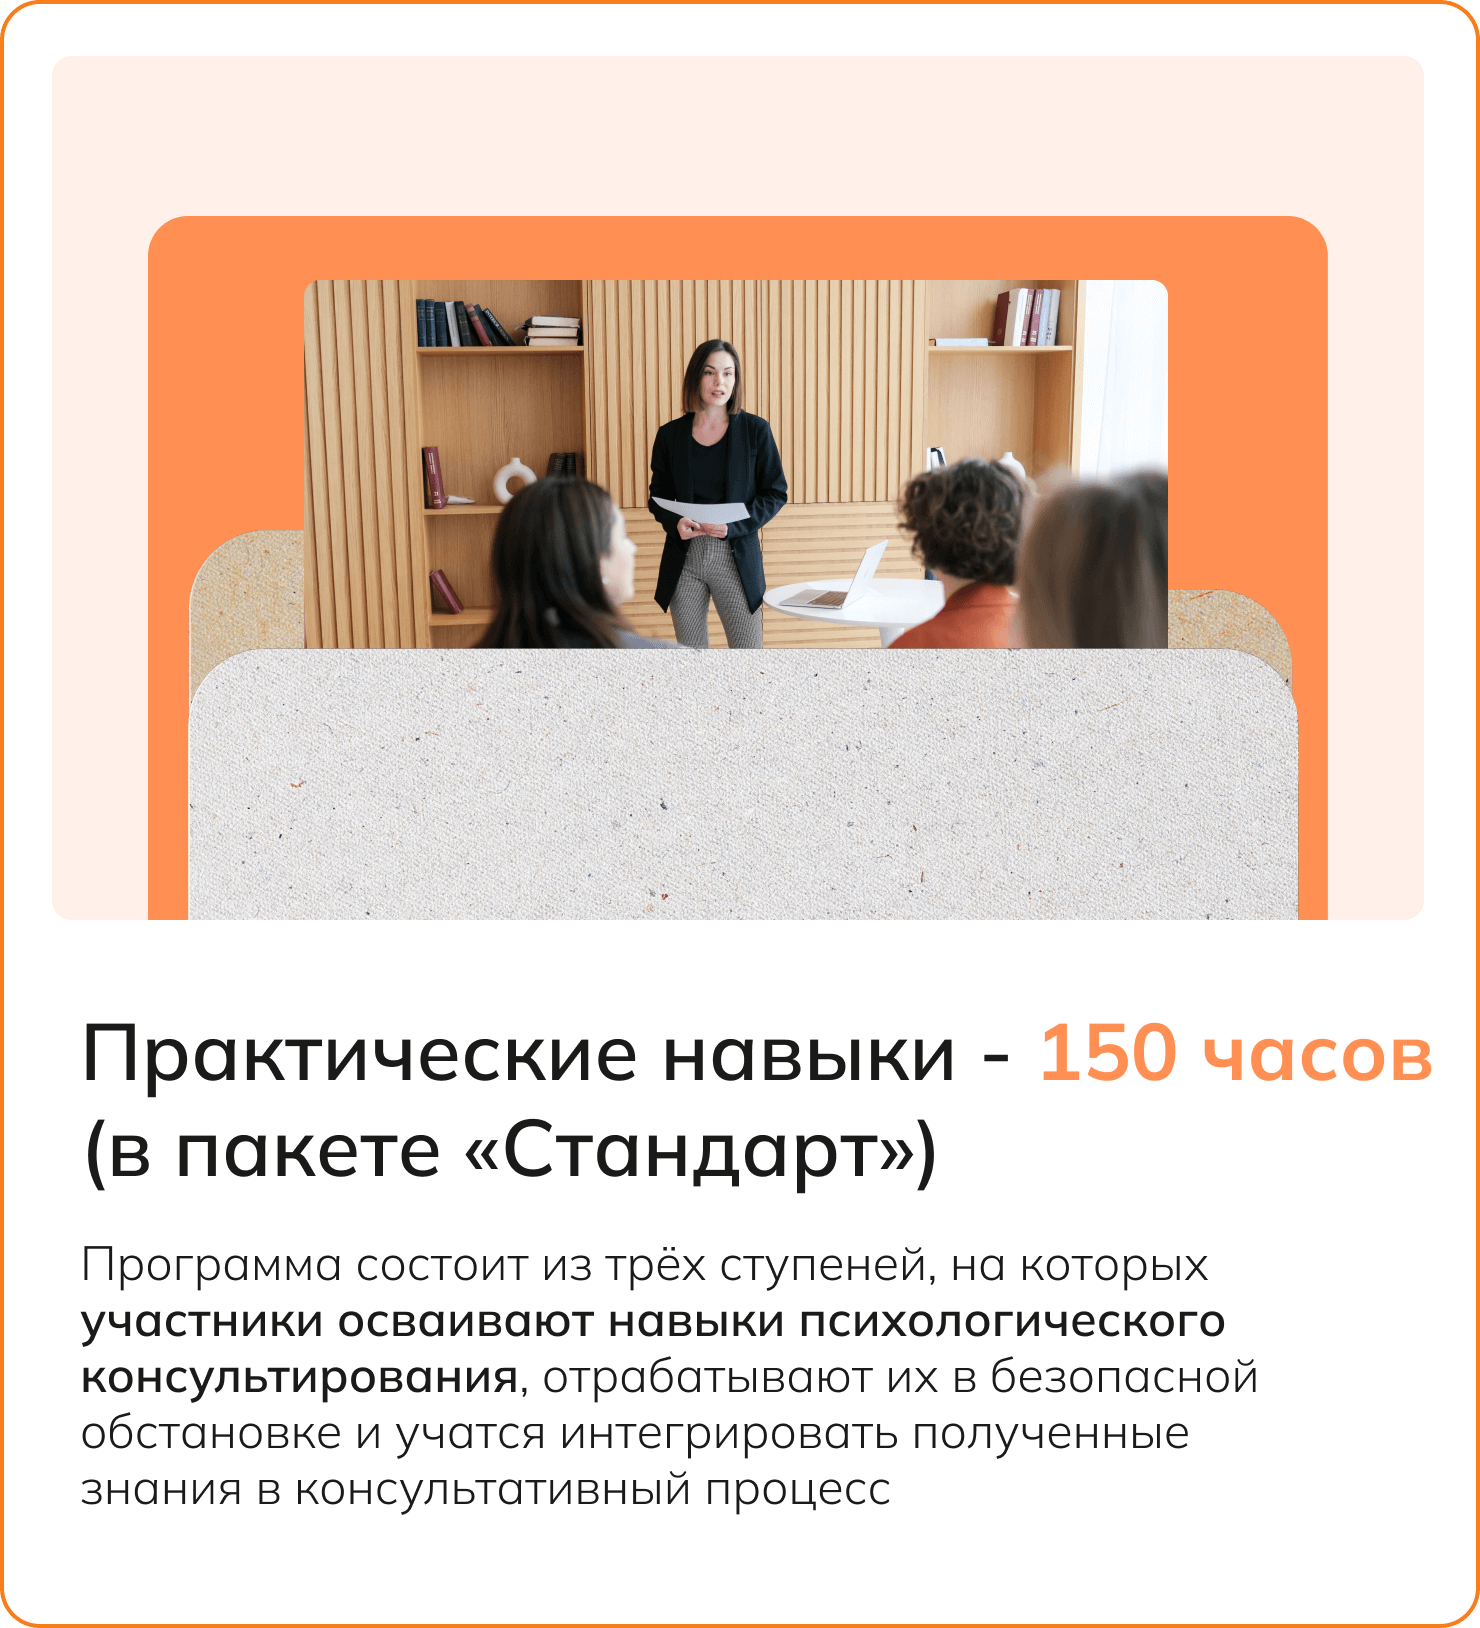 Практические навыки - 150 часов
(в пакете «Стандарт»)
Программа состоит из трёх ступеней, на которых
участники осваивают навыки психологического
консультирования, отрабатывают их в безопасной
обстановке и учатся интегрировать полученные
знания в консультативный процесс